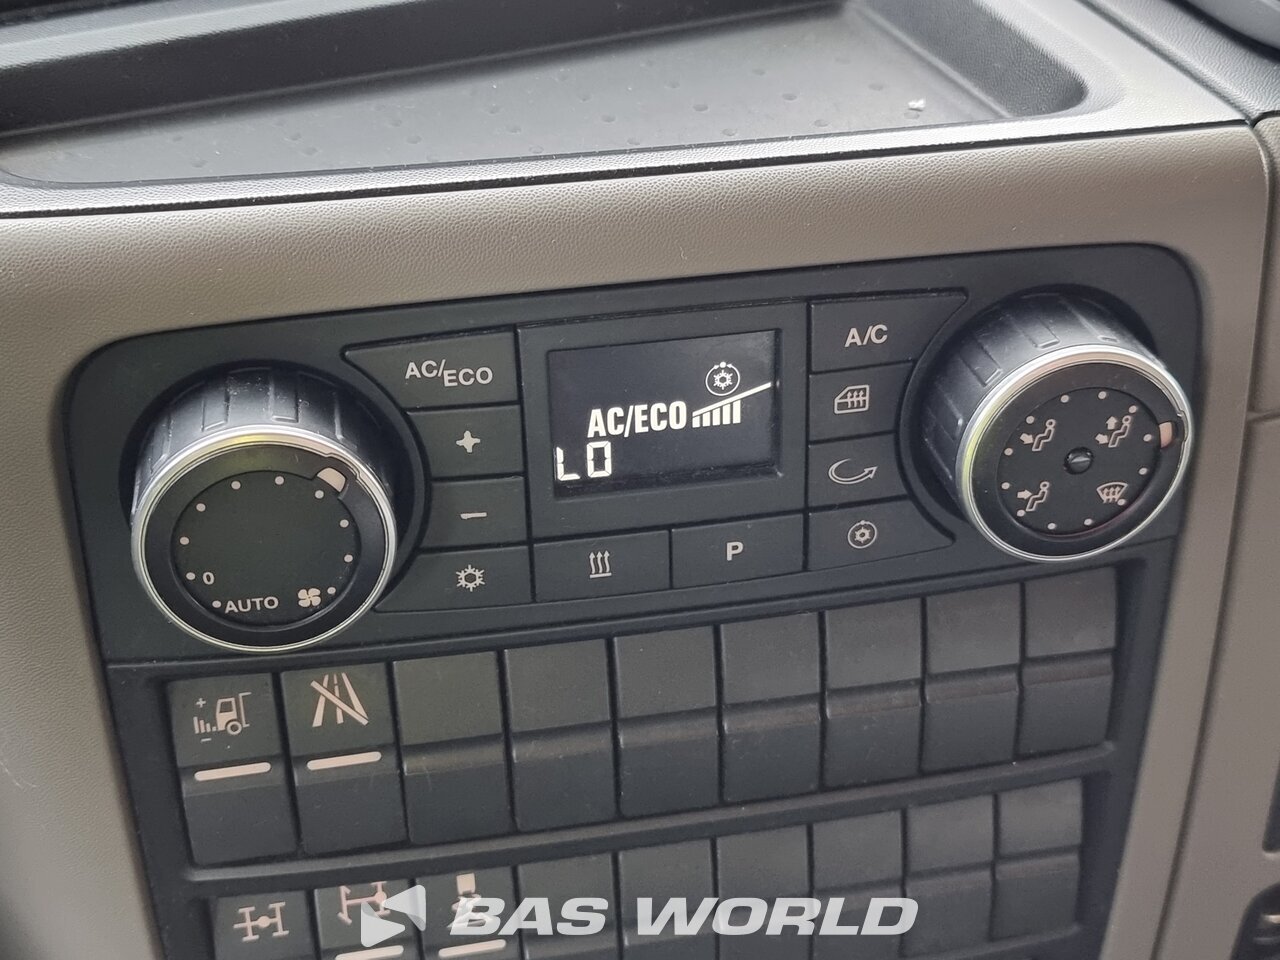 AC/ECO
A/C
AC/ECO
LO
P
0
AUTO
BAS WORLD